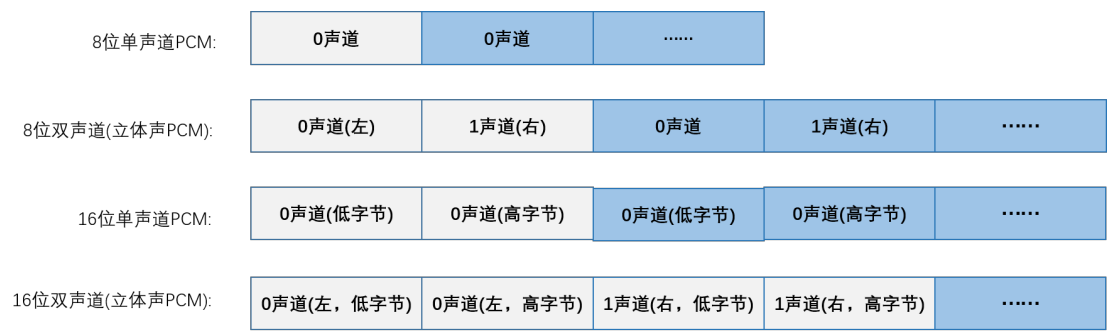 8位单声道PCM: 0声道 0声道 ······
8位双声道(立体声PCM): 0声道(左) 1声道(右) 0声道 1声道(右) ······
16位单声道PCM: 0声道(低字节) 0声道(高字节) 0声道(低字节) 0声道(高字节) ······
16位双声道(立体声PCM): 0声道(左，低字节) 0声道(左，高字节) 1声道(右，低字节) 1声道(右，高字节) ······